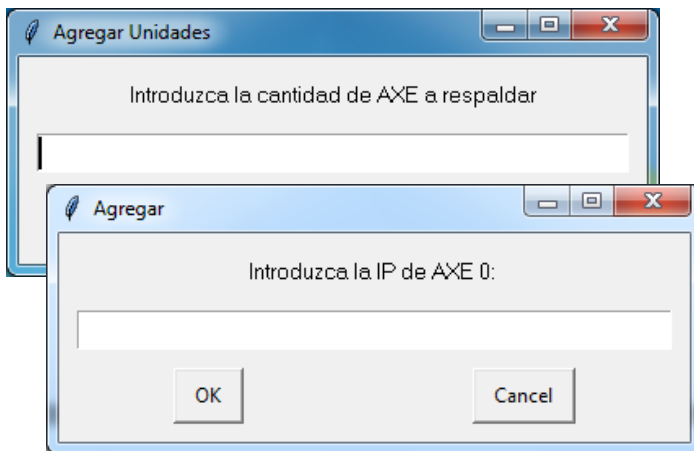 Agregar Unidades
Introduzca la cantidad de AXE a respaldar
Agregar
Introduzca la IP de AXE 0:
OK
Cancel